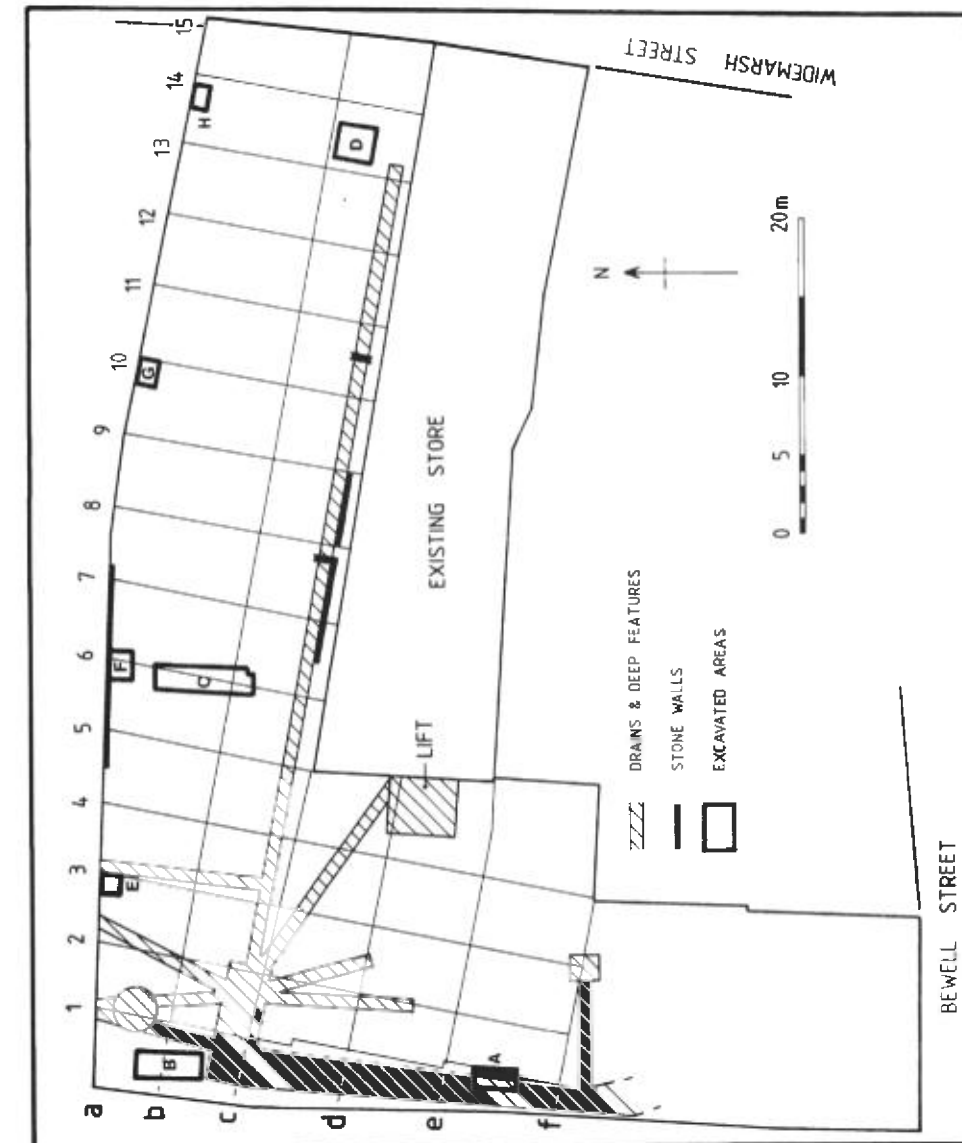 1
2
3
4
5
6
7
8
9
10
11
12
13
14
15
a
b
c
d
e
f
A
B
C
D
E
F
G
H
WIDEMARSH
STREET
EXISTING STORE
LIFT
N
0 5 10 20m
DRAINS & DEEP FEATURES
STONE WALLS
EXCAVATED AREAS
BEWELL STREET